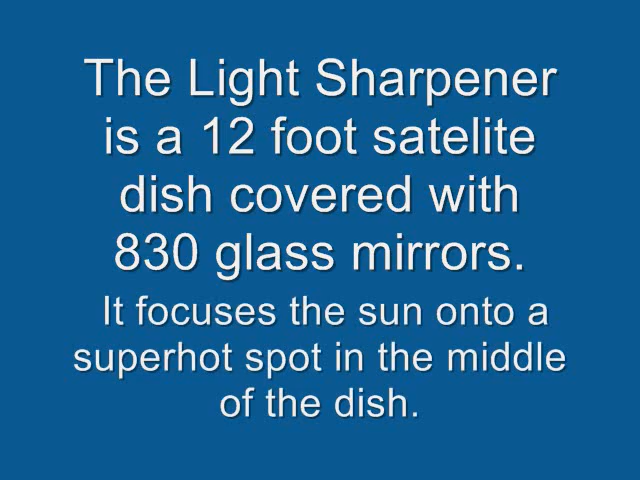 The Light Sharpener
is a 12 foot satelite
dish covered with
830 glass mirrors.
It focuses the sun onto a
superhot spot in the middle
of the dish.